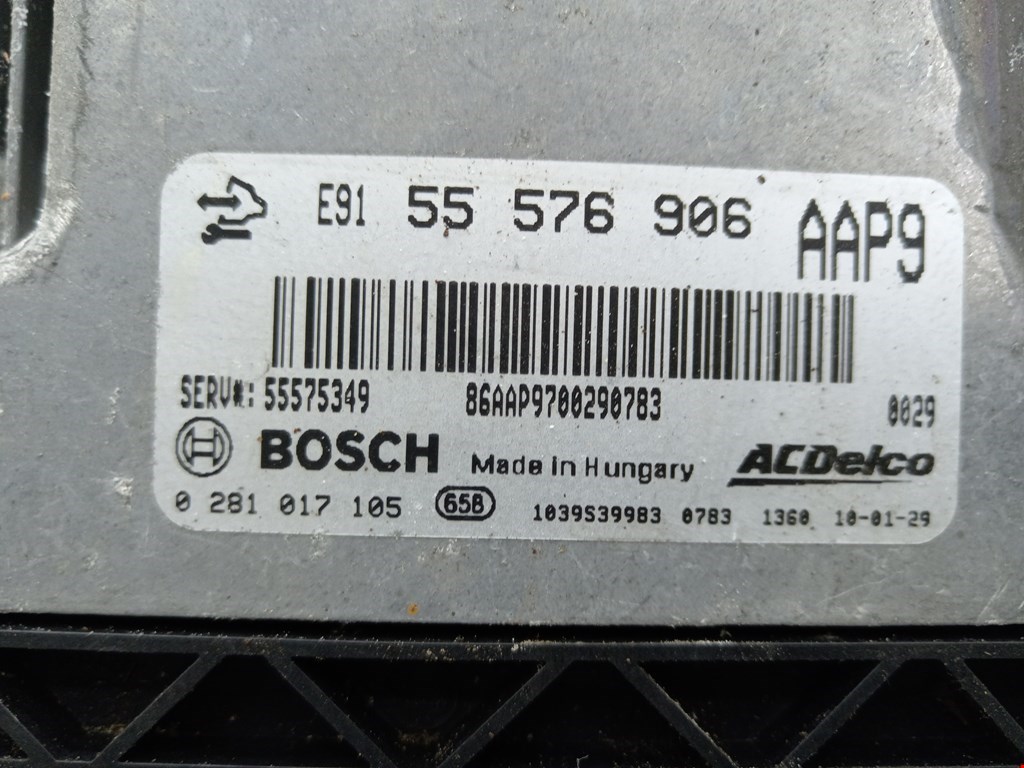 E91 55 576 906 AAP9
SERV#: 55575349 86AAP9700290783 0029
BOSCH Made in Hungary ACDelco
0 281 017 105 65B 1039S39983 0783 1360 10-01-29